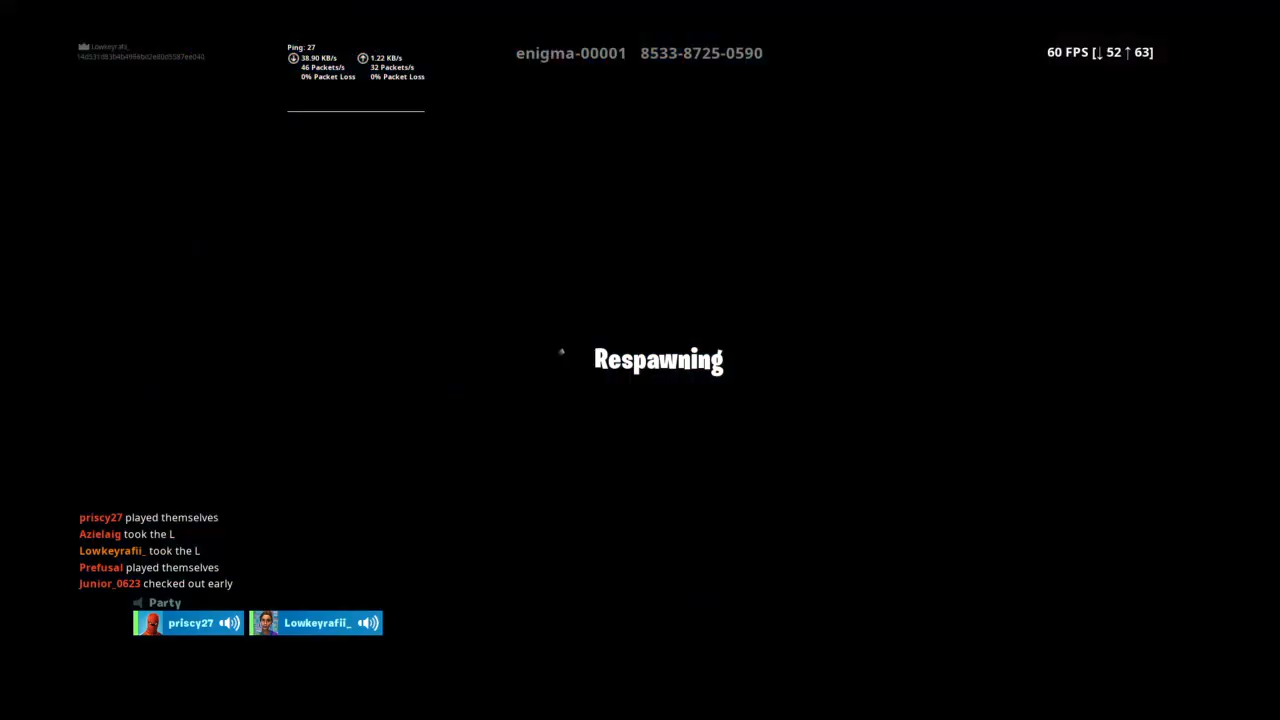 Lowkeyrafii_
Ping: 27
38.90 KB/s 1.22 KB/s
46 Packets/s 32 Packets/s
0% Packet Loss 0% Packet Loss
enigma-00001 8533-8725-0590
60 FPS [↓ 52 ↑ 63]
Respawning
priscy27 played themselves
Azielaig took the L
Lowkeyrafii_ took the L
Prefusal played themselves
Junior_0623 checked out early
Party
priscy27 Lowkeyrafii_